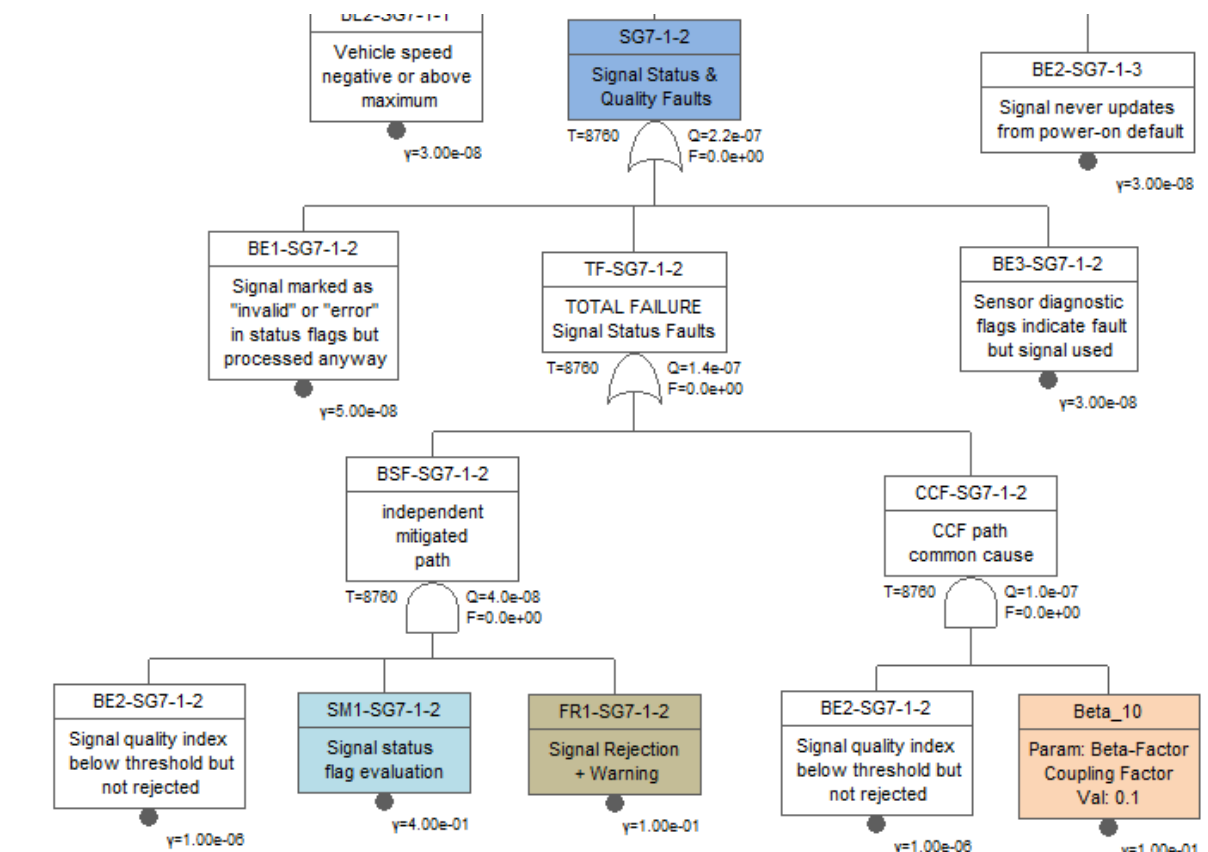 BE2-SG7-1-1
Vehicle speed
negative or above
maximum
γ=3.00e-08
SG7-1-2
Signal Status &
Quality Faults
T=8760
Q=2.2e-07
F=0.0e+00
BE2-SG7-1-3
Signal never updates
from power-on default
γ=3.00e-08
BE1-SG7-1-2
Signal marked as
"invalid" or "error"
in status flags but
processed anyway
γ=5.00e-08
TF-SG7-1-2
TOTAL FAILURE
Signal Status Faults
T=8760
Q=1.4e-07
F=0.0e+00
BE3-SG7-1-2
Sensor diagnostic
flags indicate fault
but signal used
γ=3.00e-08
BSF-SG7-1-2
independent
mitigated
path
T=8760
Q=4.0e-08
F=0.0e+00
CCF-SG7-1-2
CCF path
common cause
T=8760
Q=1.0e-07
F=0.0e+00
BE2-SG7-1-2
Signal quality index
below threshold but
not rejected
γ=1.00e-06
SM1-SG7-1-2
Signal status
flag evaluation
γ=4.00e-01
FR1-SG7-1-2
Signal Rejection
+ Warning
γ=1.00e-01
BE2-SG7-1-2
Signal quality index
below threshold but
not rejected
γ=1.00e-06
Beta_10
Param: Beta-Factor
Coupling Factor
Val: 0.1
γ=1.00e-01